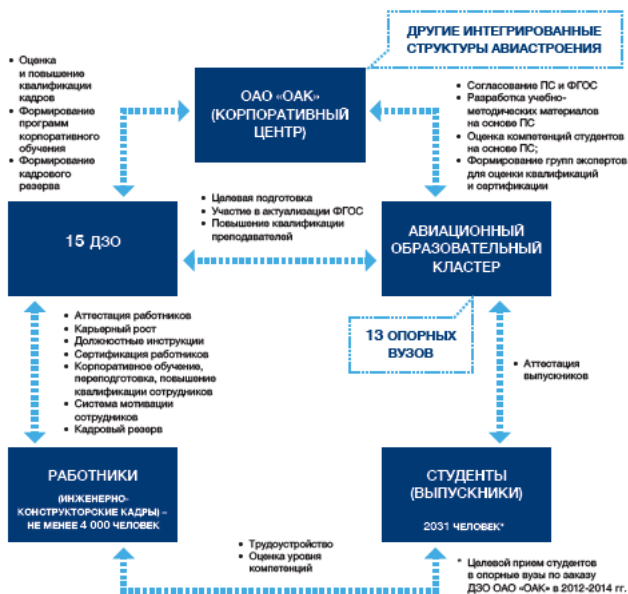 ДРУГИЕ ИНТЕГРИРОВАННЫЕ
СТРУКТУРЫ АВИАСТРОЕНИЯ
• Оценка
и повышение
квалификации
кадров
• Формирование
программ
корпоративного
обучения
• Формирование
кадрового
резерва
ОАО «ОАК»
(КОРПОРАТИВНЫЙ
ЦЕНТР)
• Согласование ПС и ФГОС
• Разработка учебно-
методических материалов
на основе ПС
• Оценка компетенций студентов
на основе ПС;
• Формирование групп экспертов
для оценки квалификаций
и сертификации
• Целевая подготовка
• Участие в актуализации ФГОС
• Повышение квалификации
преподавателей
15 ДЗО
АВИАЦИОННЫЙ
ОБРАЗОВАТЕЛЬНЫЙ
КЛАСТЕР
13 ОПОРНЫХ
ВУЗОВ
• Аттестация работников
• Карьерный рост
• Должностные инструкции
• Сертификация работников
• Корпоративное обучение,
переподготовка, повышение
квалификации сотрудников
• Система мотивации
сотрудников
• Кадровый резерв
• Аттестация
выпускников
РАБОТНИКИ
(ИНЖЕНЕРНО-
КОНСТРУКТОРСКИЕ КАДРЫ) –
НЕ МЕНЕЕ 4 000 ЧЕЛОВЕК
СТУДЕНТЫ
(ВЫПУСКНИКИ)
2031 ЧЕЛОВЕК*
• Трудоустройство
• Оценка уровня
компетенций
* Целевой прием студентов
в опорные вузы по заказу
ДЗО ОАО «ОАК» в 2012-2014 гг.